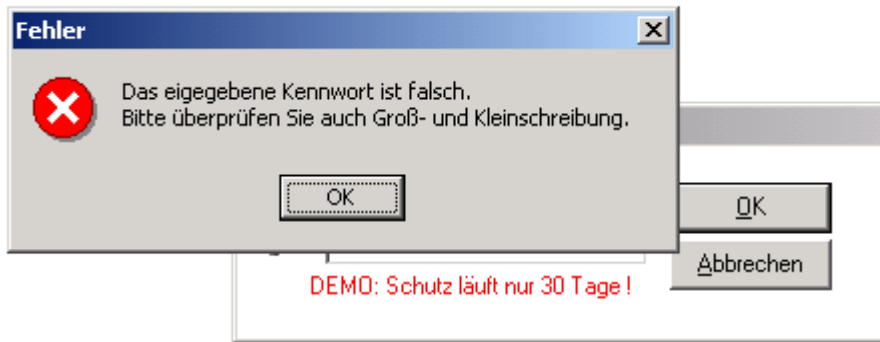 Fehler
Das eigegebene Kennwort ist falsch.
Bitte überprüfen Sie auch Groß- und Kleinschreibung.
OK
OK
Abbrechen
DEMO: Schutz läuft nur 30 Tage !